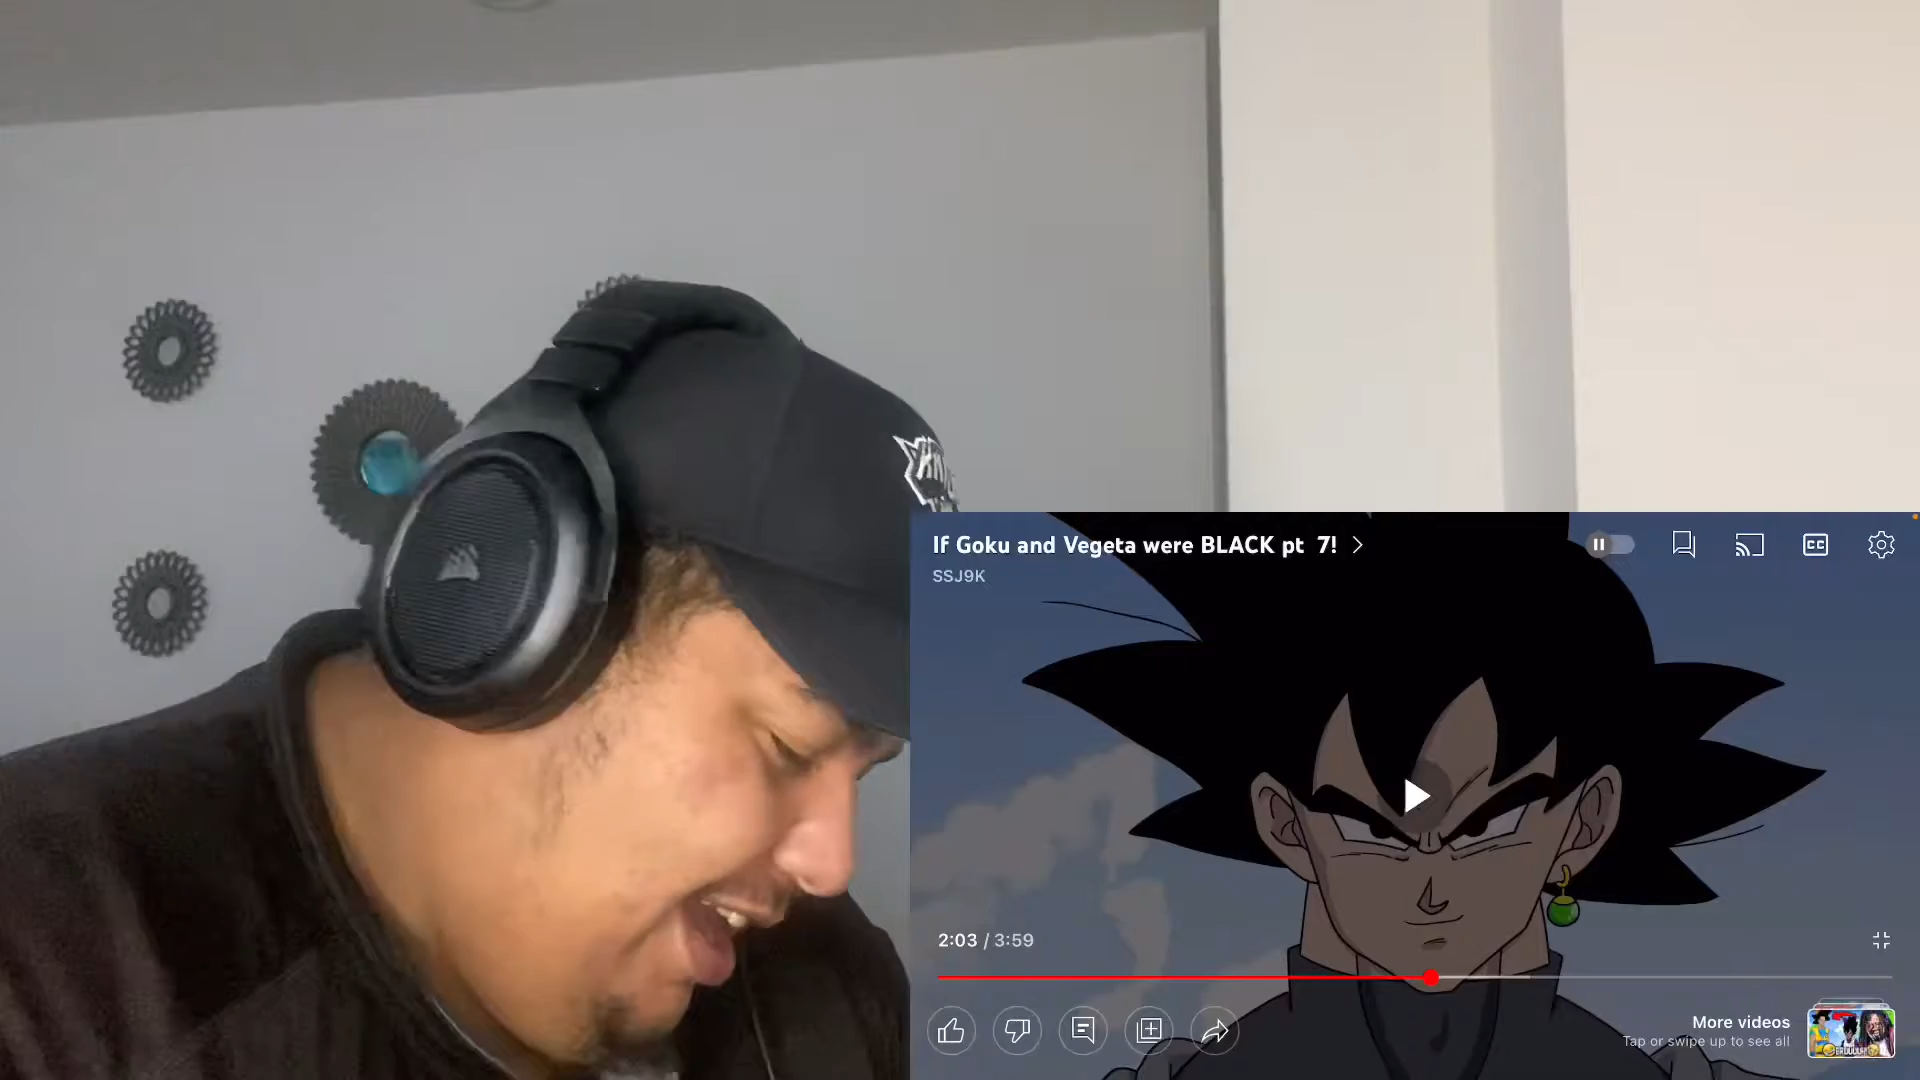 If Goku and Vegeta were BLACK pt 7!
SSJ9K
CC
2:03 / 3:59
More videos
Tap or swipe up to see all